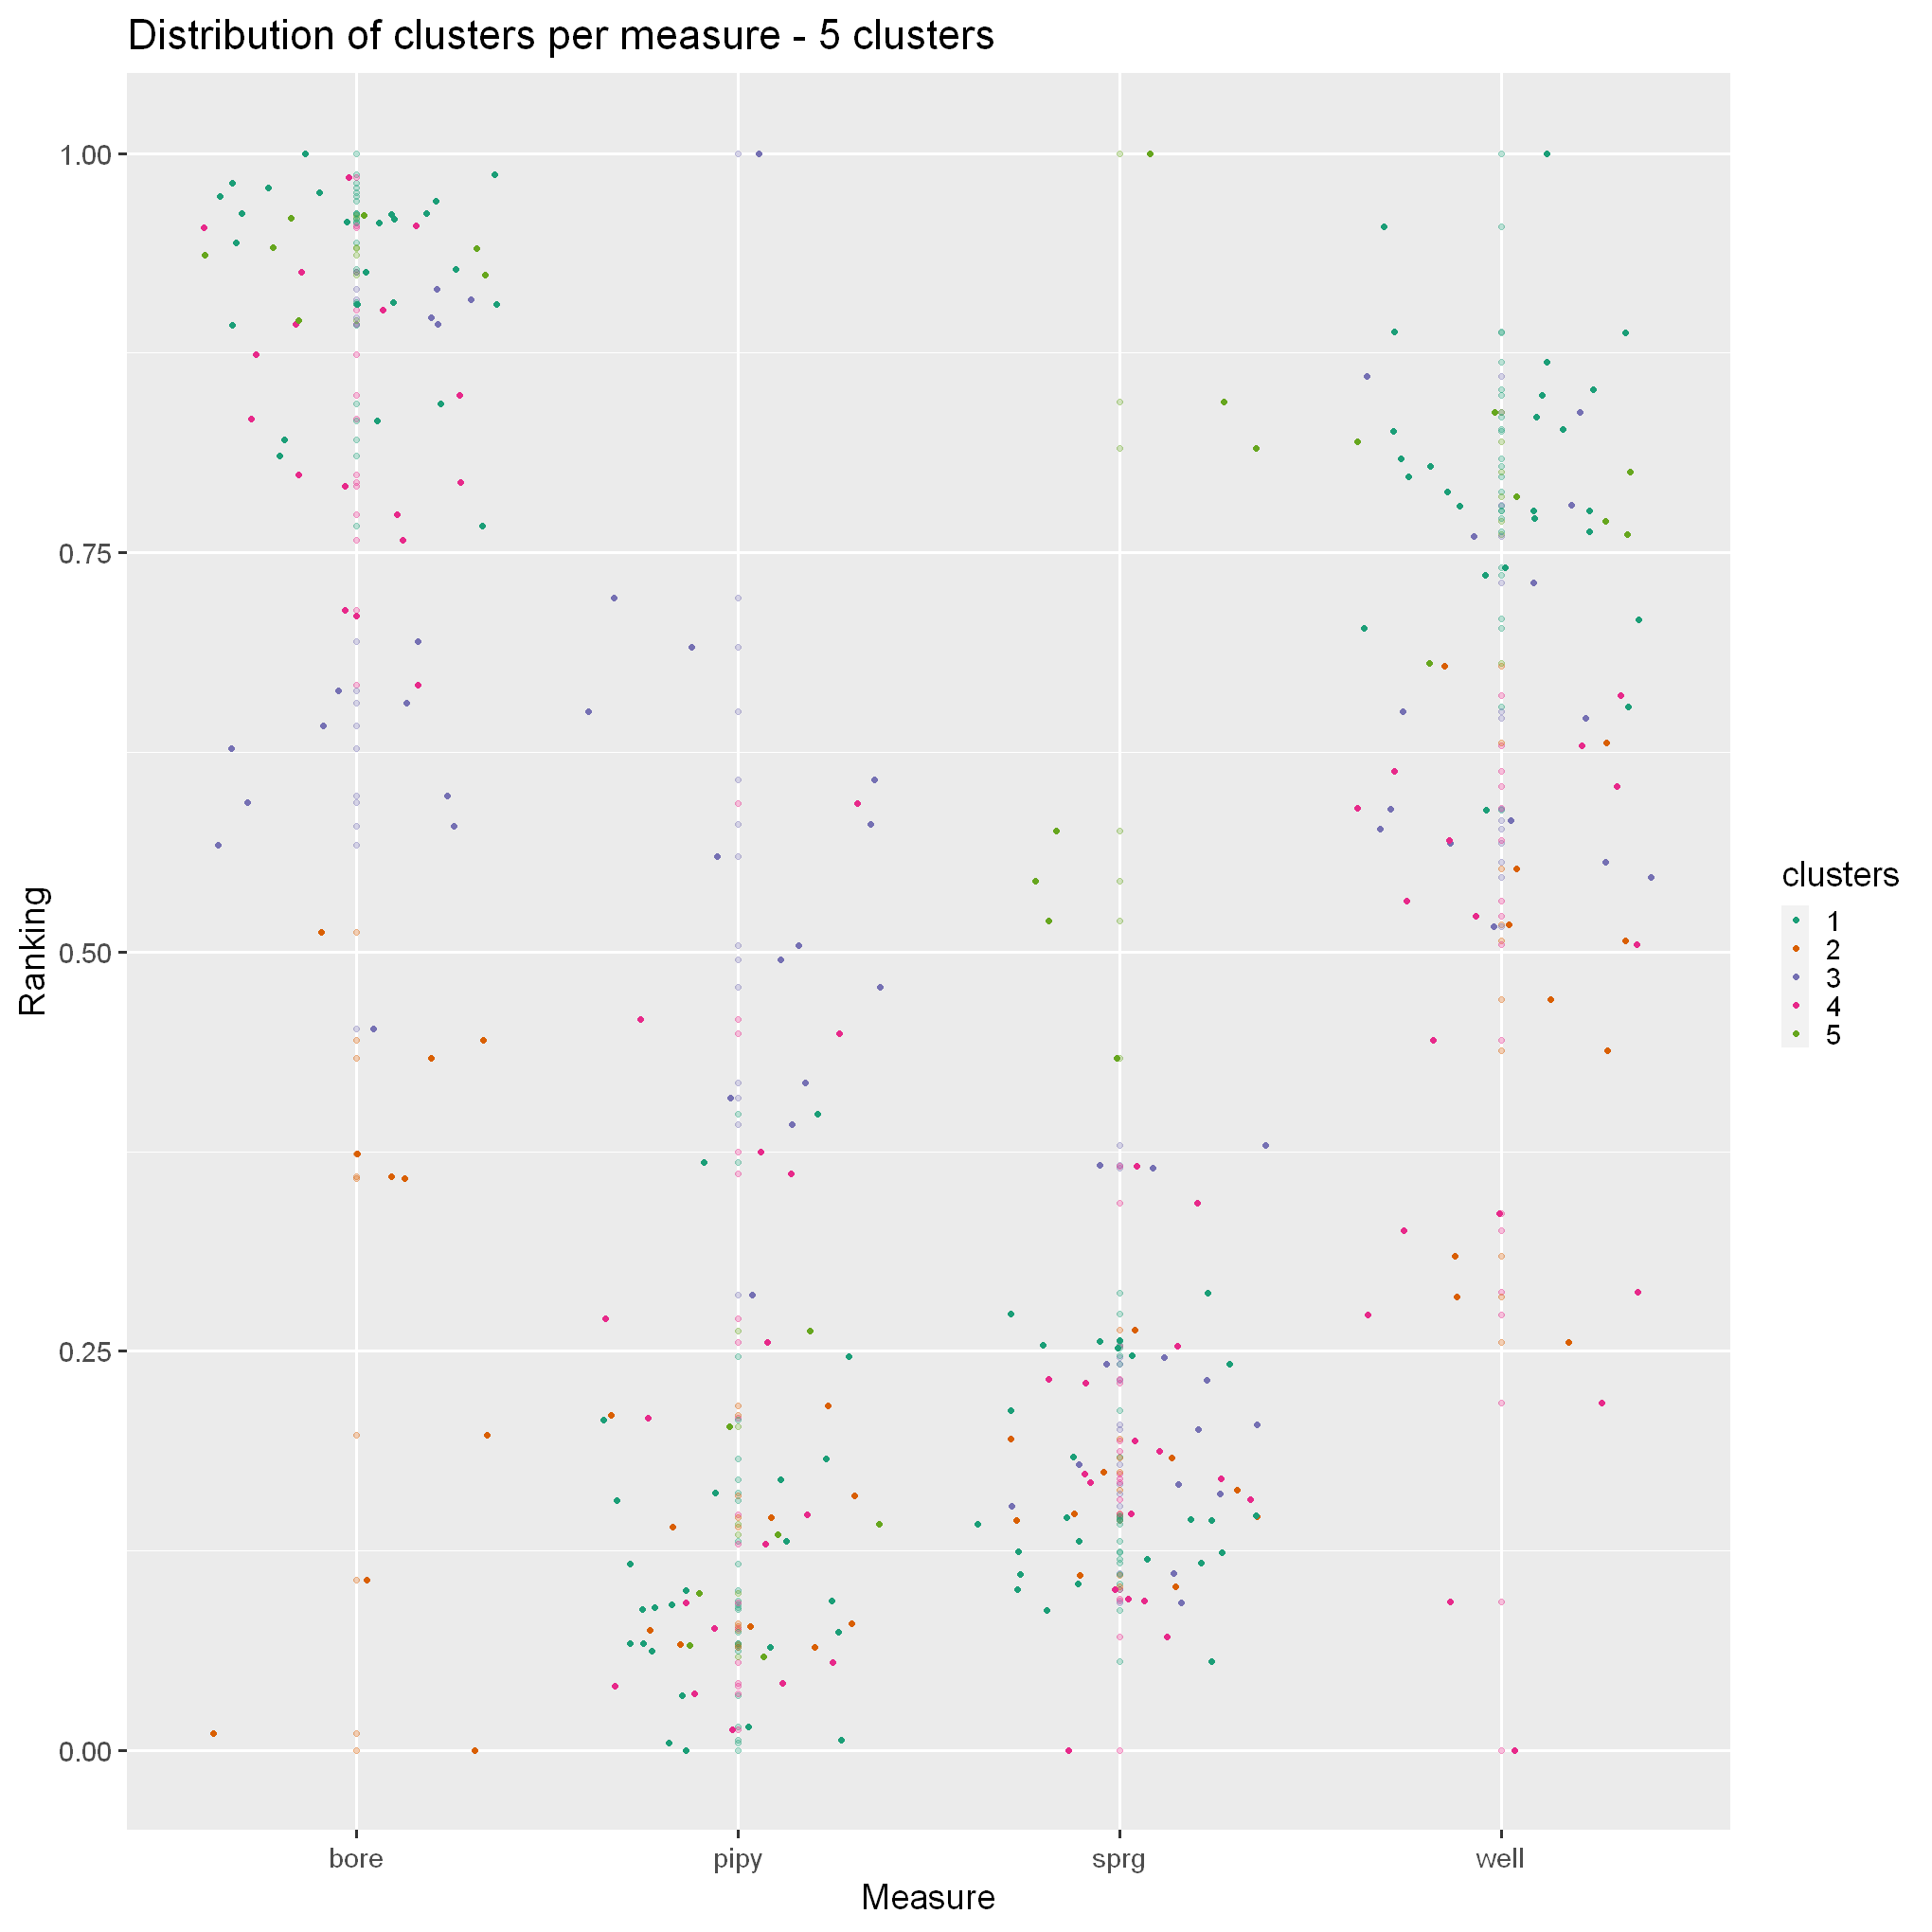 Distribution of clusters per measure - 5 clusters
1.00
0.75
0.50
0.25
0.00
Ranking
bore
pipy
sprg
well
Measure
clusters
1
2
3
4
5